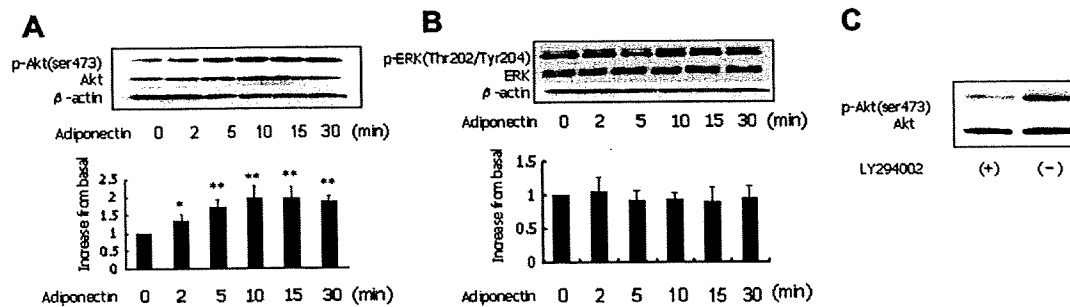 A
p-Akt(ser473)
Akt
β-actin
Adiponectin 0 2 5 10 15 30 (min)
Increase from basal
2.5
2
1.5
1
0.5
0
* ** ** ** **
Adiponectin 0 2 5 10 15 30 (min)
B
p-ERK(Thr202/Tyr204)
ERK
β-actin
Adiponectin 0 2 5 10 15 30 (min)
Increase from basal
1.5
1
0.5
0
Adiponectin 0 2 5 10 15 30 (min)
C
p-Akt(ser473)
Akt
LY294002 (+) (-)